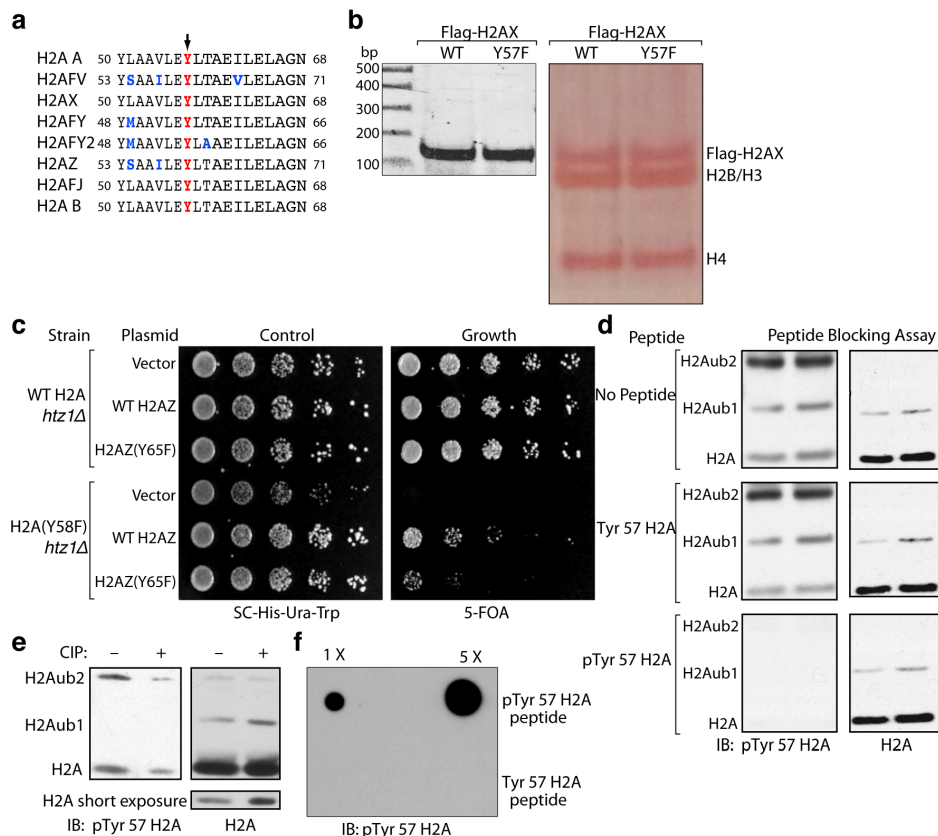 a
H2A A 50 YLAAVLEYLTAEILELAGN 68
H2AFV 53 YSAAILEYLTAEVLELAGN 71
H2AX 50 YLAAVLEYLTAEILELAGN 68
H2AFY 48 YMAAVLEYLTAEILELAGN 66
H2AFY2 48 YMAAVLEYLAAEILELAGN 66
H2AZ 53 YSAAILEYLTAEILELAGN 71
H2AFJ 50 YLAAVLEYLTAEILELAGN 68
H2A B 50 YLAAVLEYLTAEILELAGN 68
b
Flag-H2AX
bp WT Y57F
500
400
300
200
100
Flag-H2AX
WT Y57F
Flag-H2AX
H2B/H3
H4
c
Strain Plasmid Control Growth
WT H2A
htz1Δ
Vector
WT H2AZ
H2AZ(Y65F)
H2A(Y58F)
htz1Δ
Vector
WT H2AZ
H2AZ(Y65F)
SC-His-Ura-Trp 5-FOA
d
Peptide Peptide Blocking Assay
No Peptide
H2Aub2
H2Aub1
H2A
Tyr 57 H2A
H2Aub2
H2Aub1
H2A
pTyr 57 H2A
H2Aub2
H2Aub1
H2A
IB: pTyr 57 H2A H2A
e
CIP: – + – +
H2Aub2
H2Aub1
H2A
H2A short exposure
IB: pTyr 57 H2A H2A
f
1 X 5 X
pTyr 57 H2A
peptide
Tyr 57 H2A
peptide
IB: pTyr 57 H2A